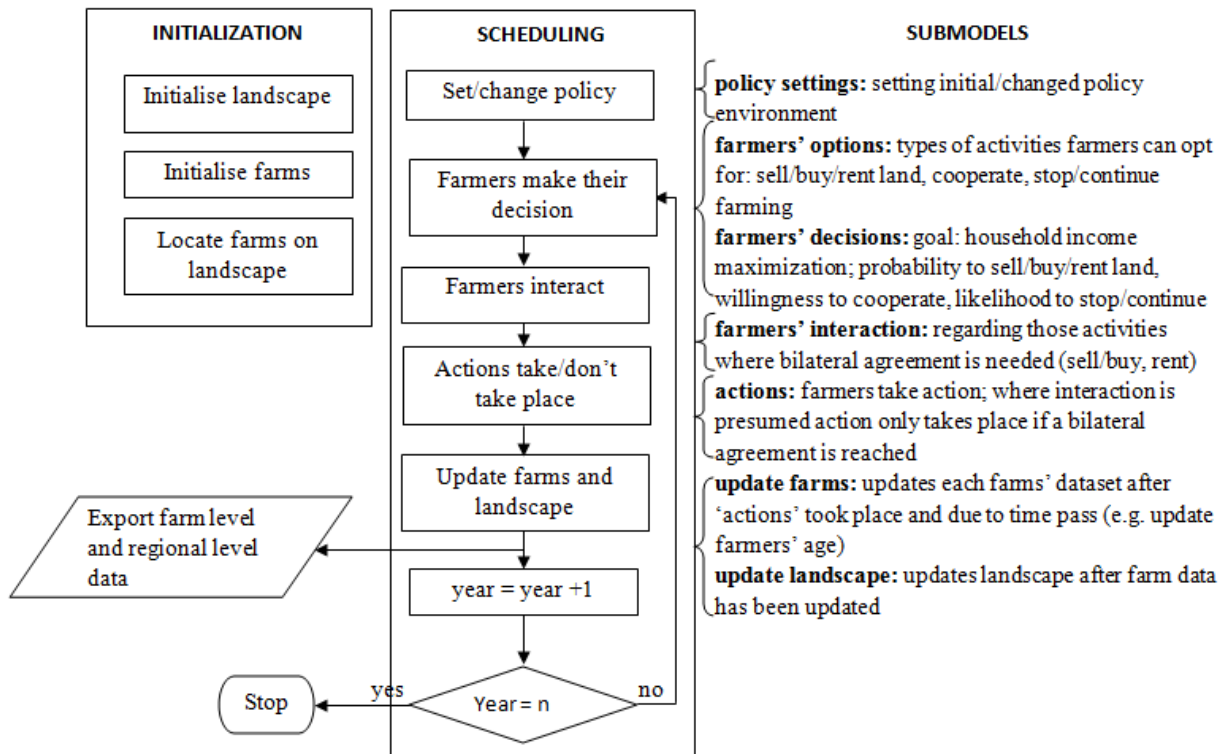 INITIALIZATION
Initialise landscape
Initialise farms
Locate farms on
landscape
SCHEDULING
Set/change policy
Farmers make their
decision
Farmers interact
Actions take/don’t
take place
Update farms and
landscape
Export farm level
and regional level
data
year = year +1
Year = n
yes
no
Stop
SUBMODELS
policy settings: setting initial/changed policy
environment
farmers’ options: types of activities farmers can opt
for: sell/buy/rent land, cooperate, stop/continue
farming
farmers’ decisions: goal: household income
maximization; probability to sell/buy/rent land,
willingness to cooperate, likelihood to stop/continue
farmers’ interaction: regarding those activities
where bilateral agreement is needed (sell/buy, rent)
actions: farmers take action; where interaction is
presumed action only takes place if a bilateral
agreement is reached
update farms: updates each farms’ dataset after
‘actions’ took place and due to time pass (e.g. update
farmers’ age)
update landscape: updates landscape after farm data
has been updated